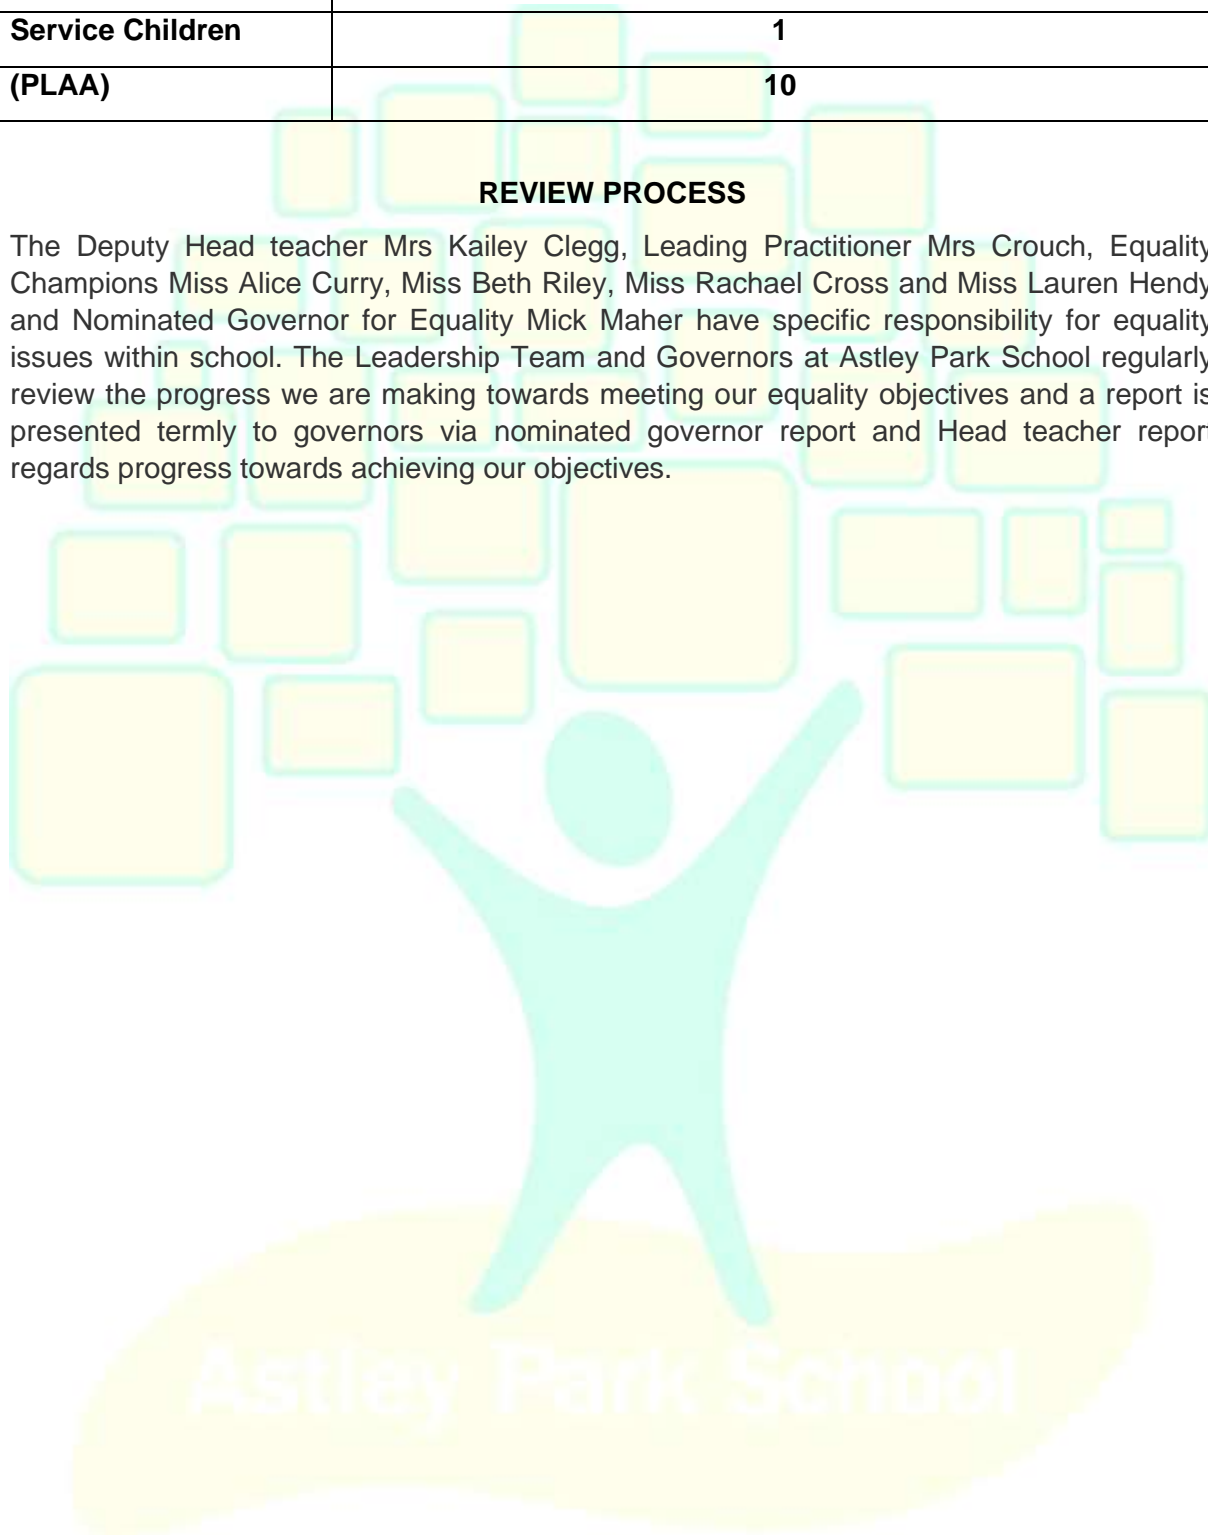 Service Children 1
(PLAA) 10
REVIEW PROCESS
The Deputy Head teacher Mrs Kailey Clegg, Leading Practitioner Mrs Crouch, Equality
Champions Miss Alice Curry, Miss Beth Riley, Miss Rachael Cross and Miss Lauren Hendy
and Nominated Governor for Equality Mick Maher have specific responsibility for equality
issues within school. The Leadership Team and Governors at Astley Park School regularly
review the progress we are making towards meeting our equality objectives and a report is
presented termly to governors via nominated governor report and Head teacher report
regards progress towards achieving our objectives.
Astley Park School